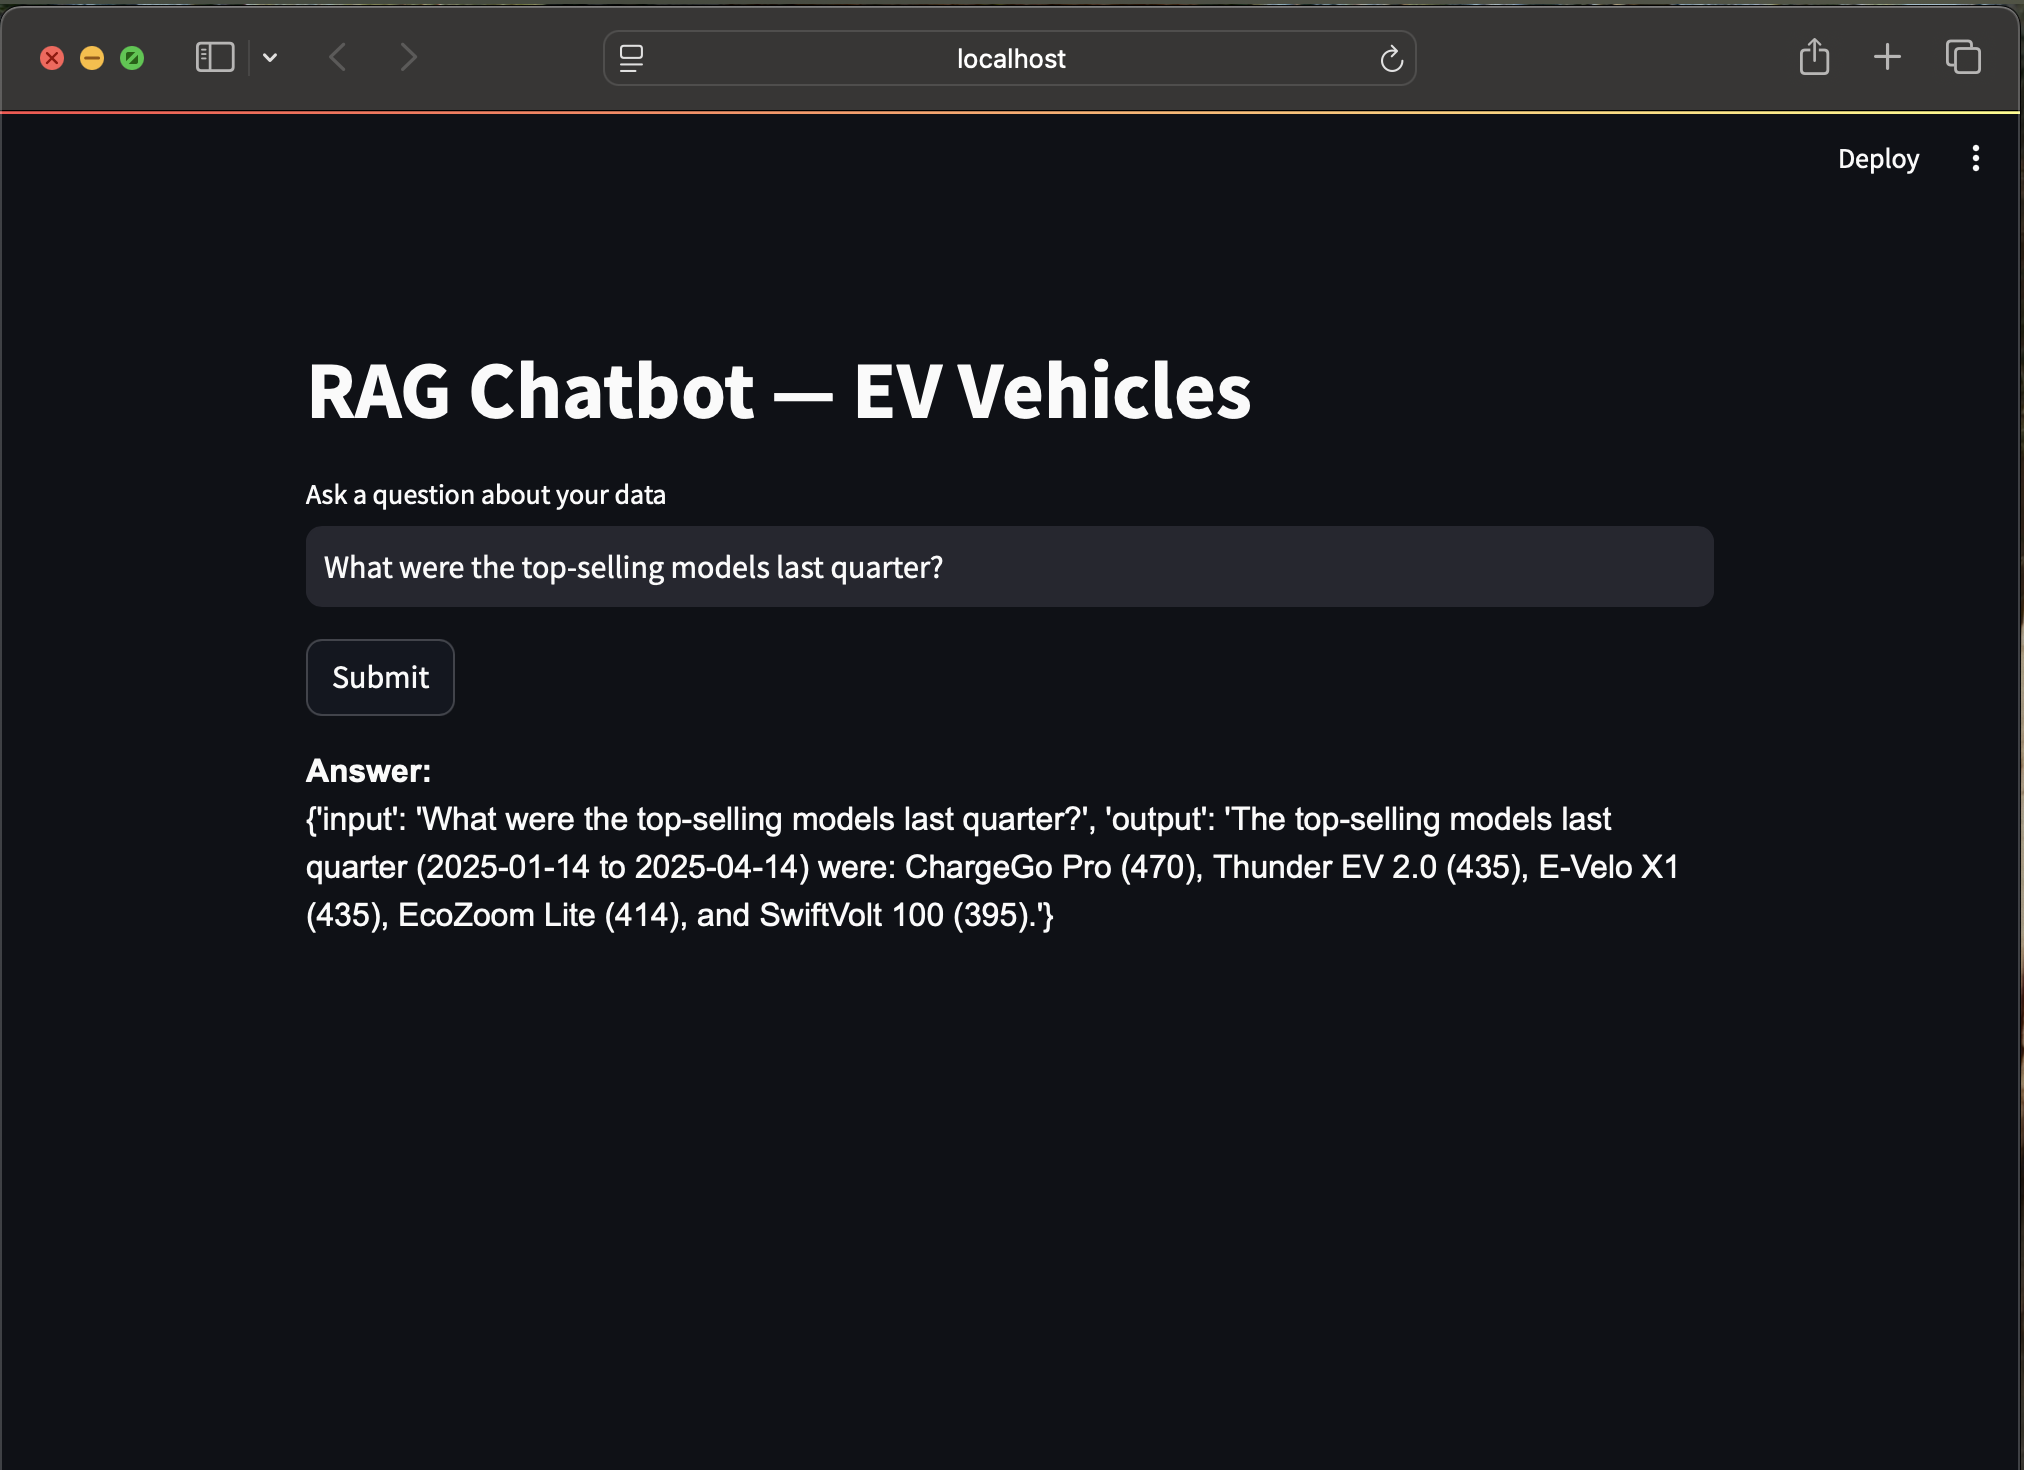 localhost
Deploy
RAG Chatbot — EV Vehicles
Ask a question about your data
What were the top-selling models last quarter?
Submit
Answer:
{'input': 'What were the top-selling models last quarter?', 'output': 'The top-selling models last
quarter (2025-01-14 to 2025-04-14) were: ChargeGo Pro (470), Thunder EV 2.0 (435), E-Velo X1
(435), EcoZoom Lite (414), and SwiftVolt 100 (395).'}